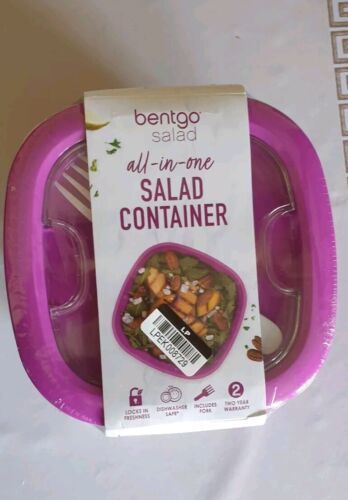 bentgo®
salad
all-in-one
SALAD
CONTAINER
LP
LPEK008729
LOCKS IN
FRESHNESS
DISHWASHER
SAFE*
INCLUDES
FORK
2
TWO YEAR
WARRANTY